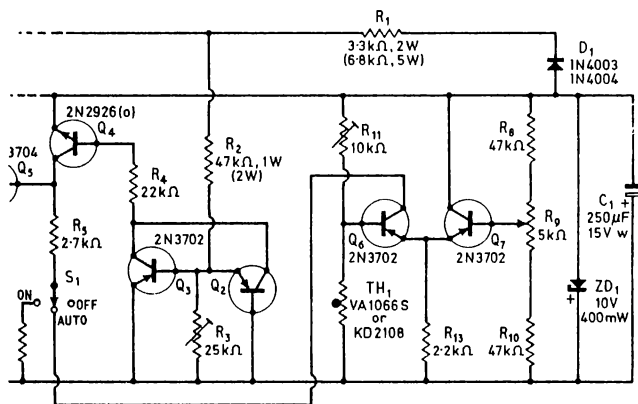 R1
3·3kΩ, 2W
(6·8kΩ, 5W)
D1
1N4003
1N4004
2N2926(o)
Q4
3704
Q5
R2
47kΩ, 1W
(2W)
R4
22kΩ
R11
10kΩ
R8
47kΩ
R5
2·7kΩ
Q6
2N3702
Q7
2N3702
R9
5kΩ
C1 +
250μF
15V w
S1
ON
OFF
AUTO
2N3702
Q3
Q2
R3
25kΩ
TH1
VA1066S
or
KD2108
R13
2·2kΩ
R10
47kΩ
ZD1
10V
400mW
+